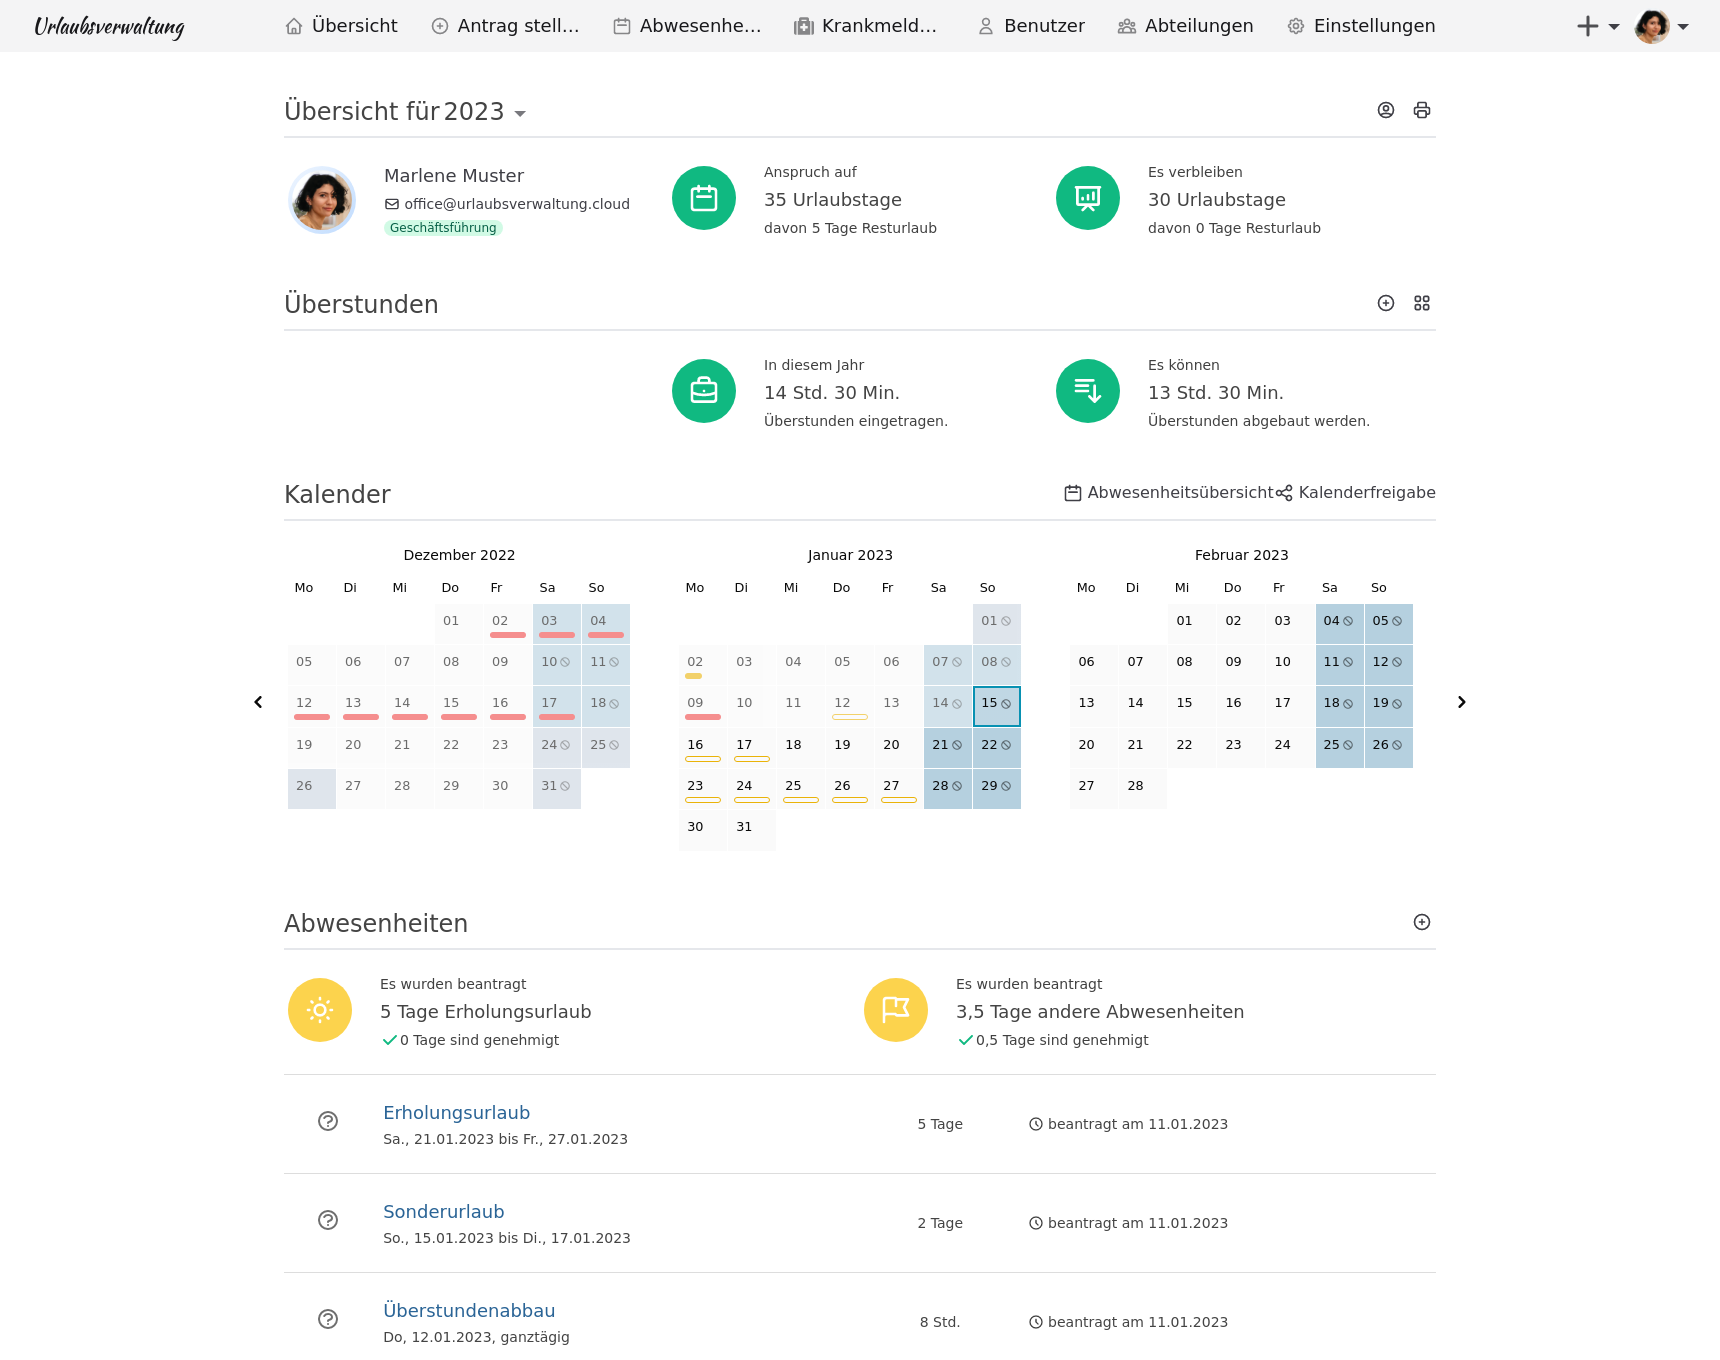 Urlaubsverwaltung
Übersicht
Antrag stell...
Abwesenhe...
Krankmeld...
Benutzer
Abteilungen
Einstellungen
Übersicht für 2023
Marlene Muster
office@urlaubsverwaltung.cloud
Geschäftsführung
Anspruch auf
35 Urlaubstage
davon 5 Tage Resturlaub
Es verbleiben
30 Urlaubstage
davon 0 Tage Resturlaub
Überstunden
In diesem Jahr
14 Std. 30 Min.
Überstunden eingetragen.
Es können
13 Std. 30 Min.
Überstunden abgebaut werden.
Kalender
Abwesenheitsübersicht
Kalenderfreigabe
Dezember 2022
Mo Di Mi Do Fr Sa So
01 02 03 04
05 06 07 08 09 10 11
12 13 14 15 16 17 18
19 20 21 22 23 24 25
26 27 28 29 30 31
Januar 2023
Mo Di Mi Do Fr Sa So
01
02 03 04 05 06 07 08
09 10 11 12 13 14 15
16 17 18 19 20 21 22
23 24 25 26 27 28 29
30 31
Februar 2023
Mo Di Mi Do Fr Sa So
01 02 03 04 05
06 07 08 09 10 11 12
13 14 15 16 17 18 19
20 21 22 23 24 25 26
27 28
Abwesenheiten
Es wurden beantragt
5 Tage Erholungsurlaub
0 Tage sind genehmigt
Es wurden beantragt
3,5 Tage andere Abwesenheiten
0,5 Tage sind genehmigt
Erholungsurlaub
Sa., 21.01.2023 bis Fr., 27.01.2023
5 Tage
beantragt am 11.01.2023
Sonderurlaub
So., 15.01.2023 bis Di., 17.01.2023
2 Tage
beantragt am 11.01.2023
Überstundenabbau
Do, 12.01.2023, ganztägig
8 Std.
beantragt am 11.01.2023